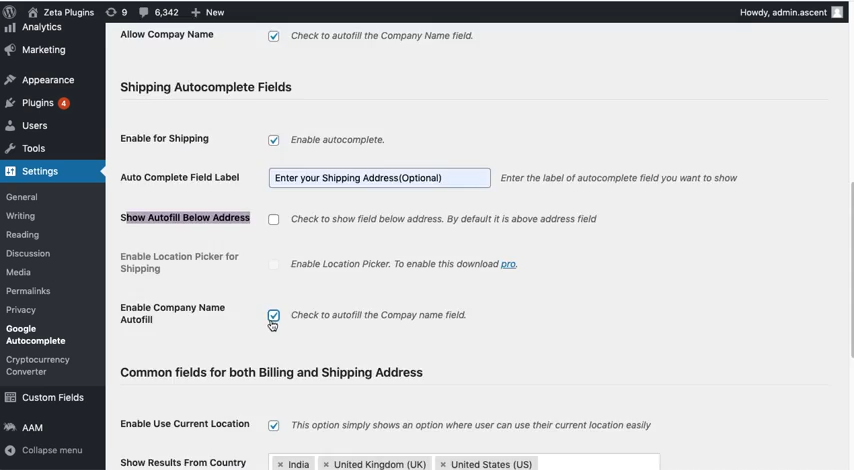 Zeta Plugins 9 6,342 + New Howdy, admin.ascent
Analytics
Marketing
Appearance
Plugins 4
Users
Tools
Settings
General
Writing
Reading
Discussion
Media
Permalinks
Privacy
Google
Autocomplete
Cryptocurrency
Converter
Custom Fields
AAM
Collapse menu
Allow Compay Name Check to autofill the Company Name field.
Shipping Autocomplete Fields
Enable for Shipping Enable autocomplete.
Auto Complete Field Label Enter your Shipping Address(Optional) Enter the label of autocomplete field you want to show
Show Autofill Below Address Check to show field below address. By default it is above address field
Enable Location Picker for
Shipping
Enable Location Picker. To enable this download pro.
Enable Company Name
Autofill
Check to autofill the Compay name field.
Common fields for both Billing and Shipping Address
Enable Use Current Location This option simply shows an option where user can use their current location easily
Show Results From Country × India × United Kingdom (UK) × United States (US)